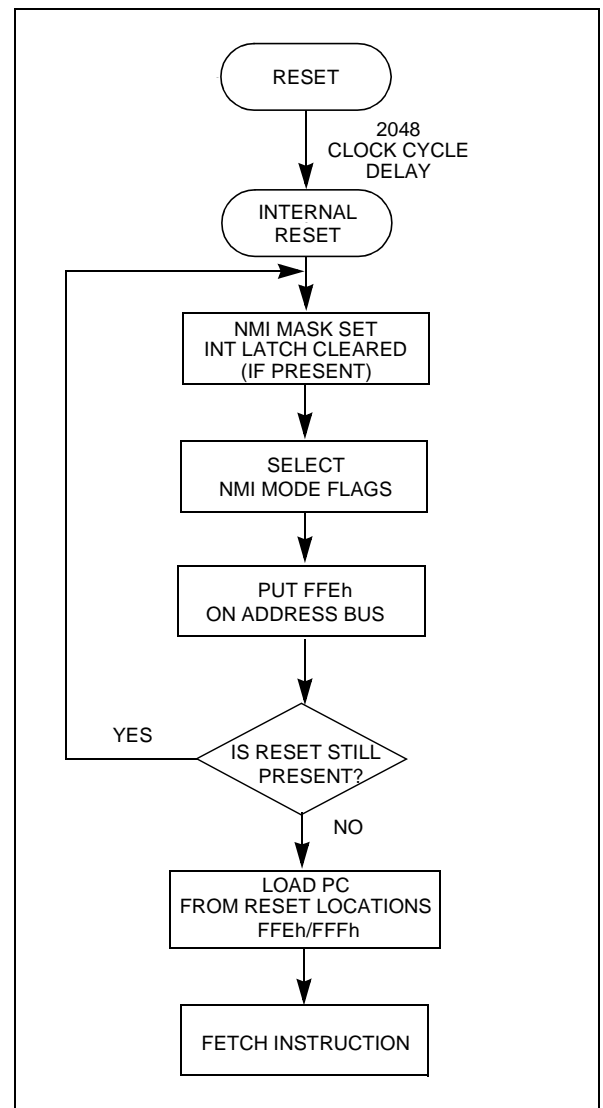 RESET
2048
CLOCK CYCLE
DELAY
INTERNAL
RESET
NMI MASK SET
INT LATCH CLEARED
(IF PRESENT)
SELECT
NMI MODE FLAGS
PUT FFEh
ON ADDRESS BUS
YES
IS RESET STILL
PRESENT?
NO
LOAD PC
FROM RESET LOCATIONS
FFEh/FFFh
FETCH INSTRUCTION